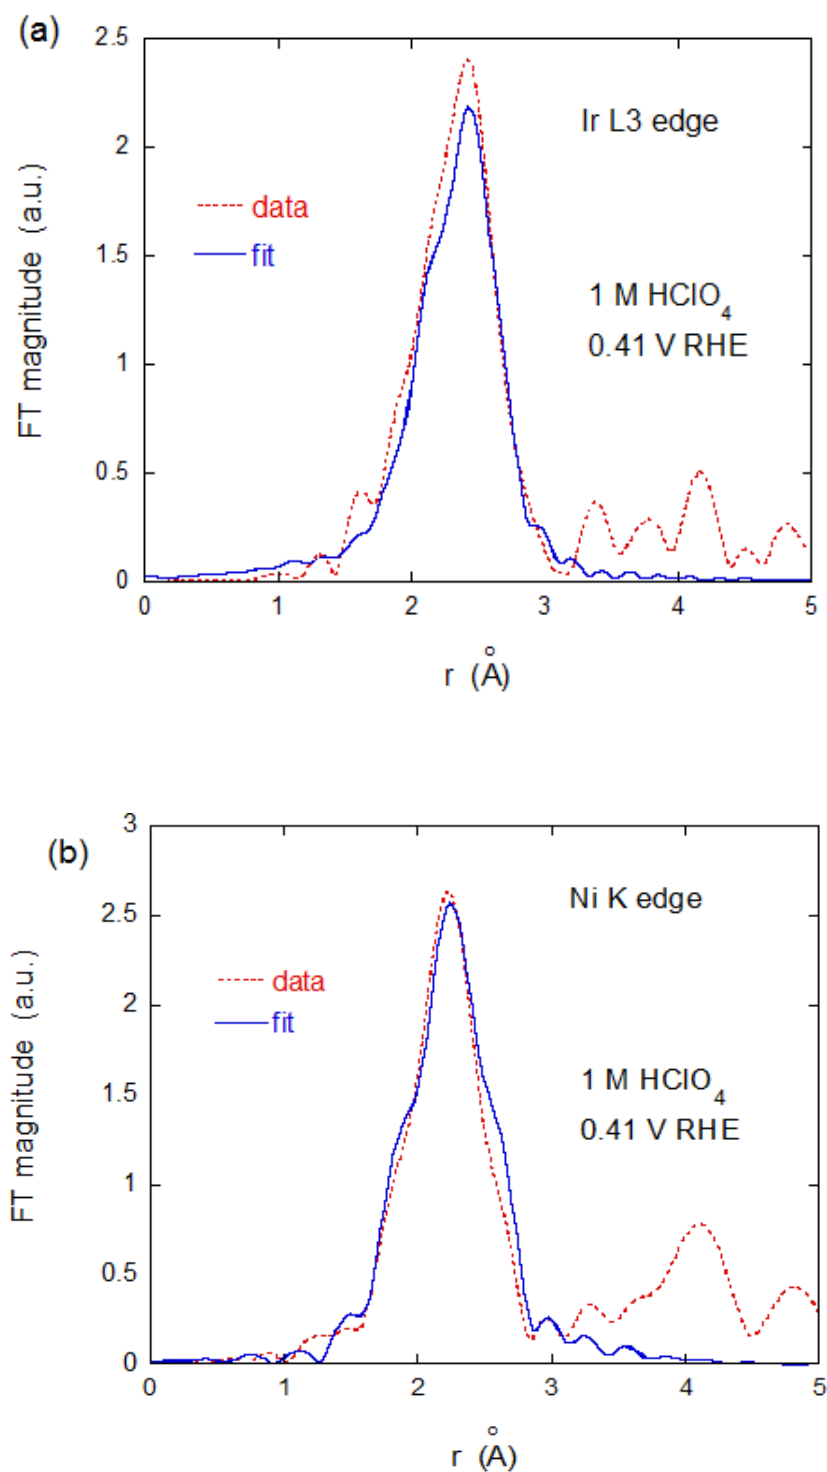 (a)
2.5
Ir L3 edge
2
data
fit
1.5
1 M HClO4
0.41 V RHE
1
0.5
0
FT magnitude (a.u.)
0 1 2 3 4 5
r (Å)
(b)
3
Ni K edge
2.5
data
2
fit
1 M HClO4
1.5
0.41 V RHE
1
0.5
0
FT magnitude (a.u.)
0 1 2 3 4 5
r (Å)